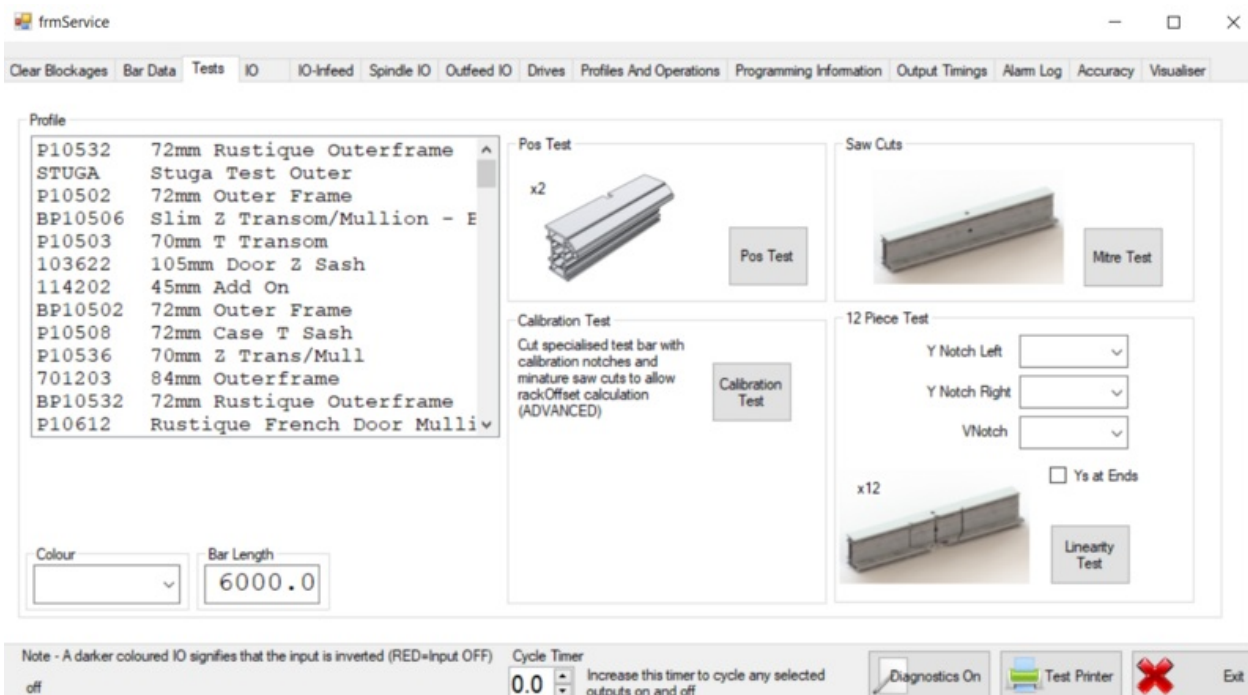 frmService
Clear Blockages Bar Data Tests IO IO-Infeed Spindle IO Outfeed IO Drives Profiles And Operations Programming Information Output Timings Alarm Log Accuracy Visualiser
Profile
P10532 72mm Rustique Outerframe
STUGA Stuga Test Outer
P10502 72mm Outer Frame
BP10506 Slim Z Transom/Mullion - E
P10503 70mm T Transom
103622 105mm Door Z Sash
114202 45mm Add On
BP10502 72mm Outer Frame
P10508 72mm Case T Sash
P10536 70mm Z Trans/Mull
701203 84mm Outerframe
BP10532 72mm Rustique Outerframe
P10612 Rustique French Door Mulli
Colour
Bar Length
6000.0
Pos Test
x2
Pos Test
Saw Cuts
Mitre Test
Calibration Test
Cut specialised test bar with
calibration notches and
minature saw cuts to allow
rackOffset calculation
(ADVANCED)
Calibration
Test
12 Piece Test
Y Notch Left
Y Notch Right
VNotch
Ys at Ends
x12
Linearity
Test
Note - A darker coloured IO signifies that the input is inverted (RED=Input OFF)
off
Cycle Timer
0.0
Increase this timer to cycle any selected
outputs on and off
Diagnostics On
Test Printer
Exit